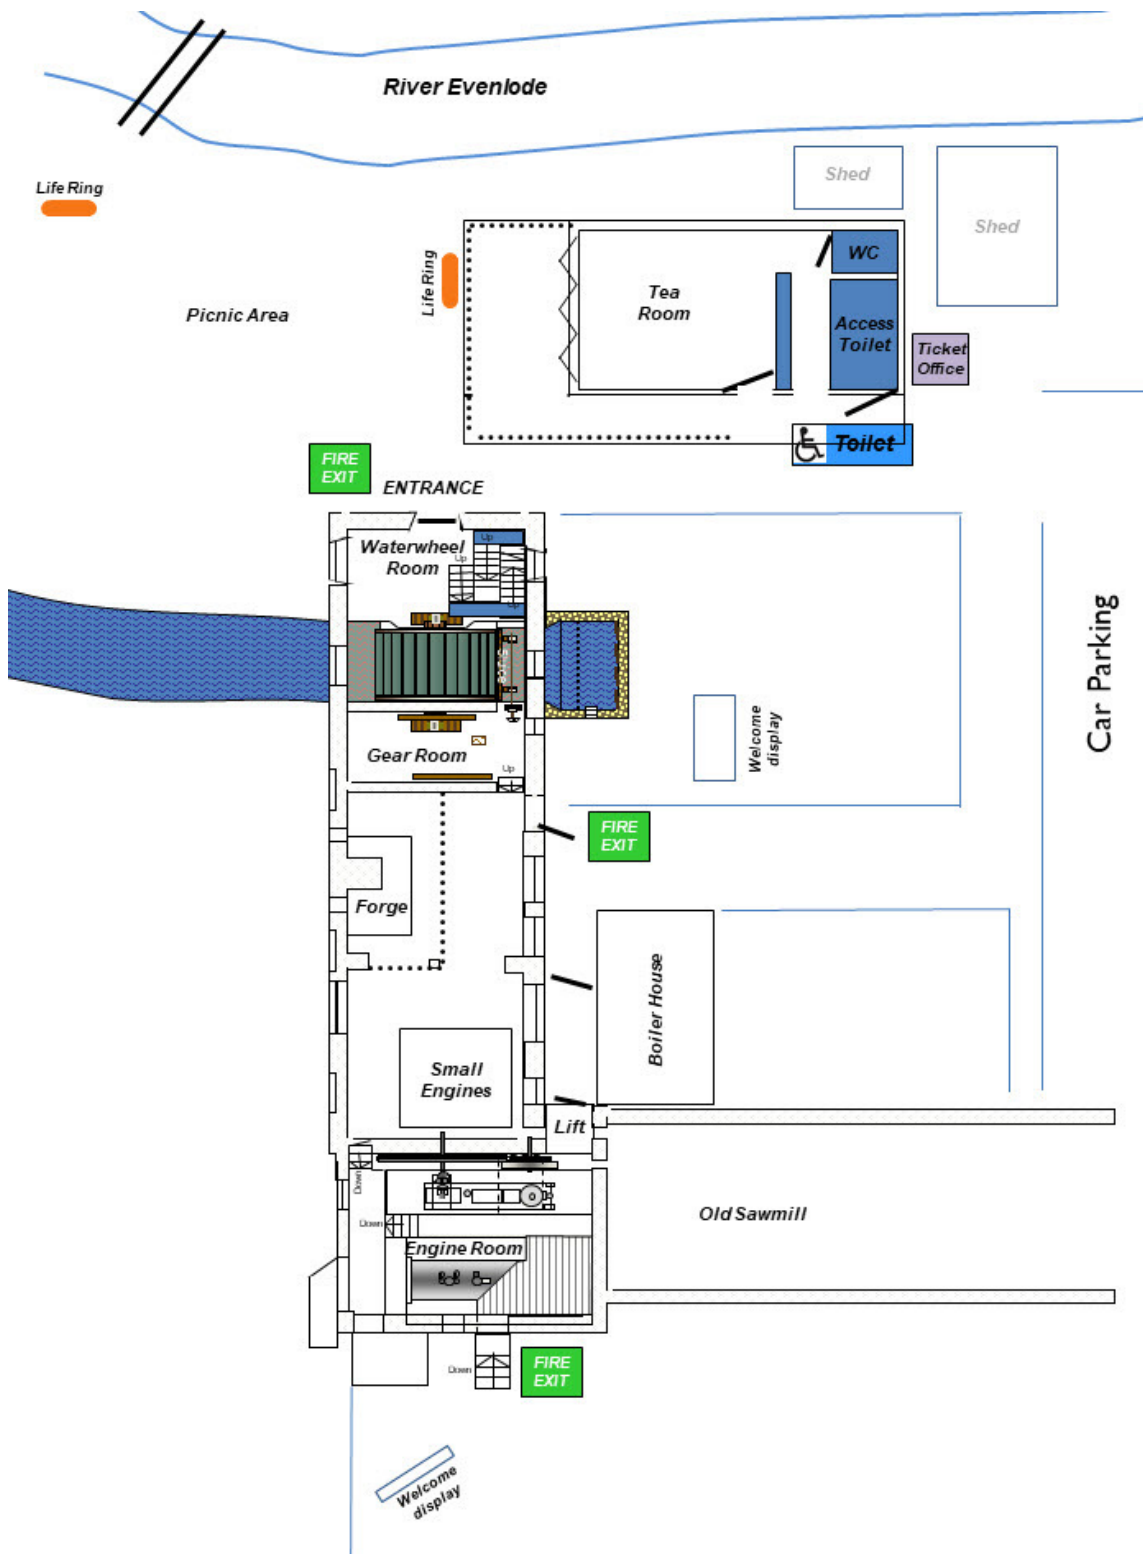 River Evenlode
Life Ring
Shed
Shed
Life Ring
Picnic Area
Tea
Room
WC
Access
Toilet
Ticket
Office
Toilet
FIRE
EXIT
ENTRANCE
Waterwheel
Room
Up
Up
Up
Gear Room
Up
Welcome
display
Car Parking
FIRE
EXIT
Forge
Boiler House
Small
Engines
Lift
Down
Down
Old Sawmill
Engine Room
Down
FIRE
EXIT
Welcome
display